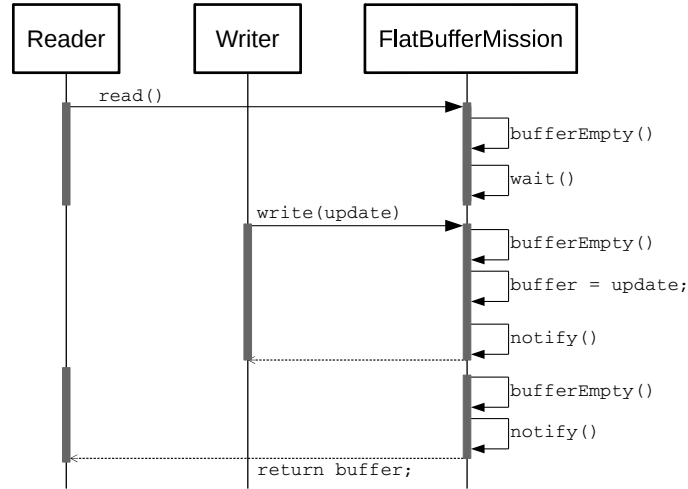 Reader
Writer
FlatBufferMission
read()
bufferEmpty()
wait()
write(update)
bufferEmpty()
buffer = update;
notify()
bufferEmpty()
notify()
return buffer;